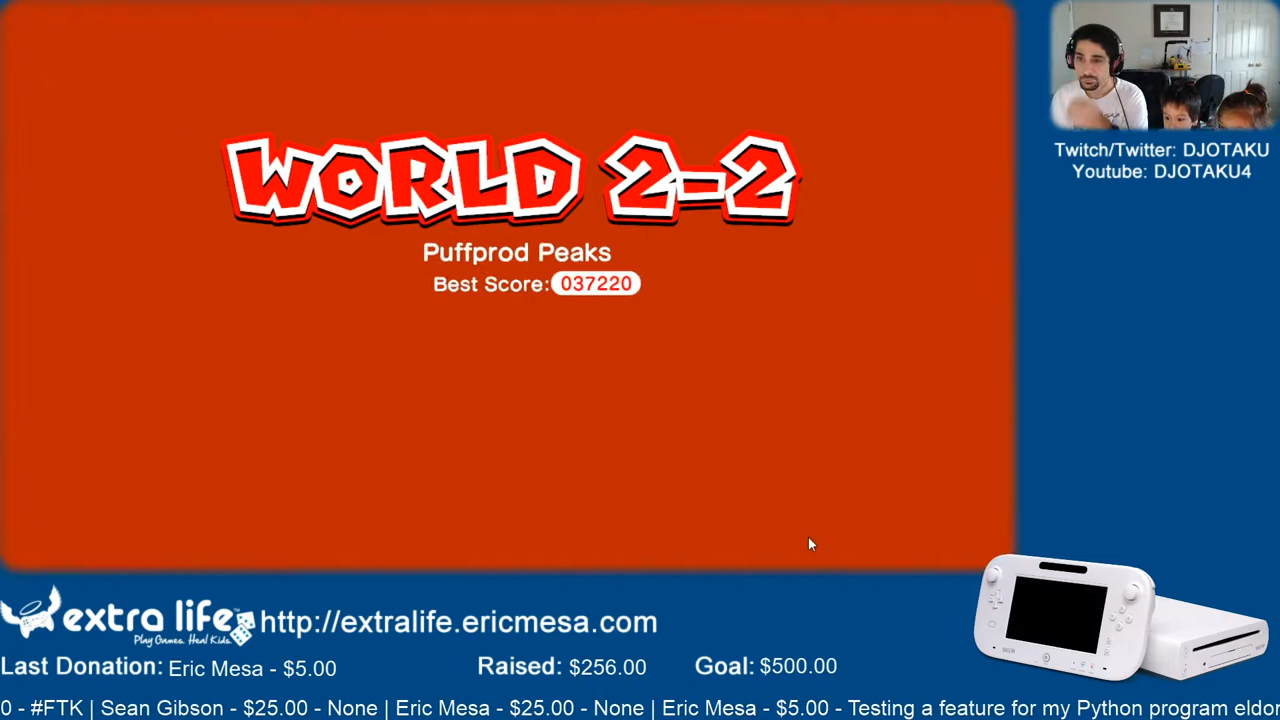 WORLD 2-2
Puffprod Peaks
Best Score: 037220
Twitch/Twitter: DJOTAKU
Youtube: DJOTAKU4
extra life
Play Games. Heal Kids.
http://extralife.ericmesa.com
Last Donation: Eric Mesa - $5.00
Raised: $256.00
Goal: $500.00
0 - #FTK | Sean Gibson - $25.00 - None | Eric Mesa - $25.00 - None | Eric Mesa - $5.00 - Testing a feature for my Python program eldor